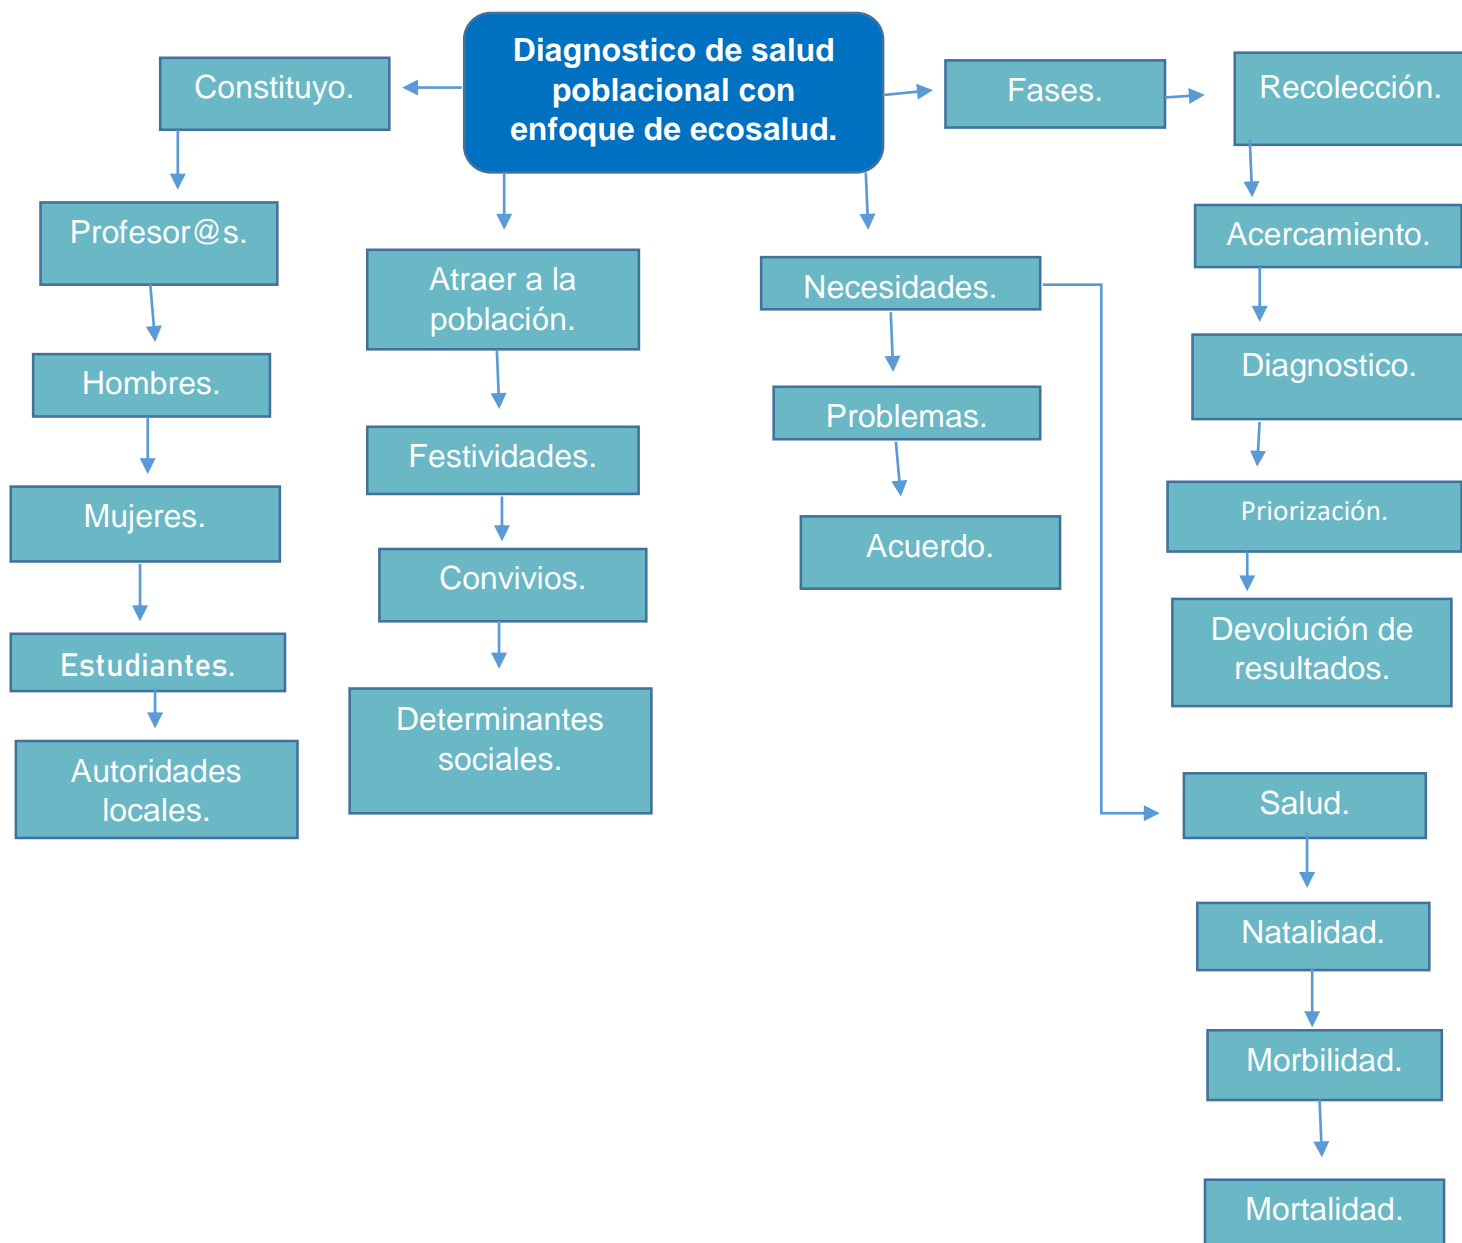 Diagnostico de salud
poblacional con
enfoque de ecosalud.
Constituyo.
Profesor@s.
Hombres.
Mujeres.
Estudiantes.
Autoridades
locales.
Atraer a la
población.
Festividades.
Convivios.
Determinantes
sociales.
Necesidades.
Problemas.
Acuerdo.
Fases.
Recolección.
Acercamiento.
Diagnostico.
Priorización.
Devolución de
resultados.
Salud.
Natalidad.
Morbilidad.
Mortalidad.